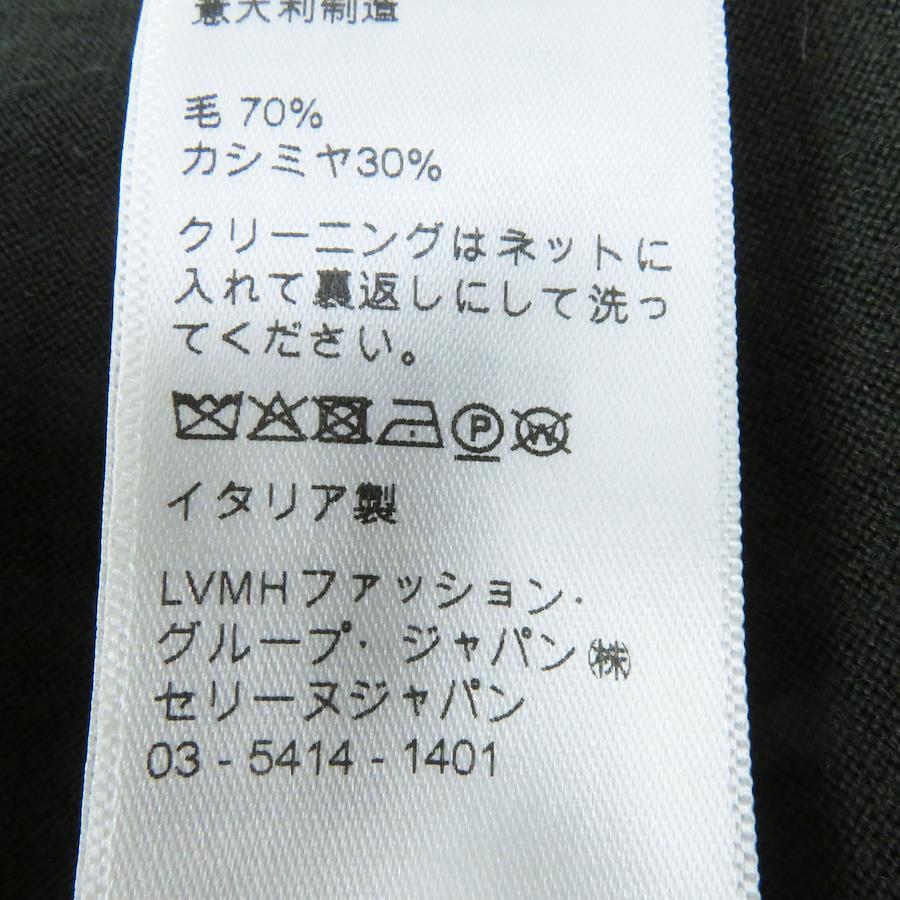 意大利制造
毛 70%
カシミヤ30%
クリーニングはネットに
入れて裏返しにして洗っ
てください。
P W
イタリア製
LVMHファッション・
グループ・ジャパン㈱
セリーヌジャパン
03 - 5414 - 1401